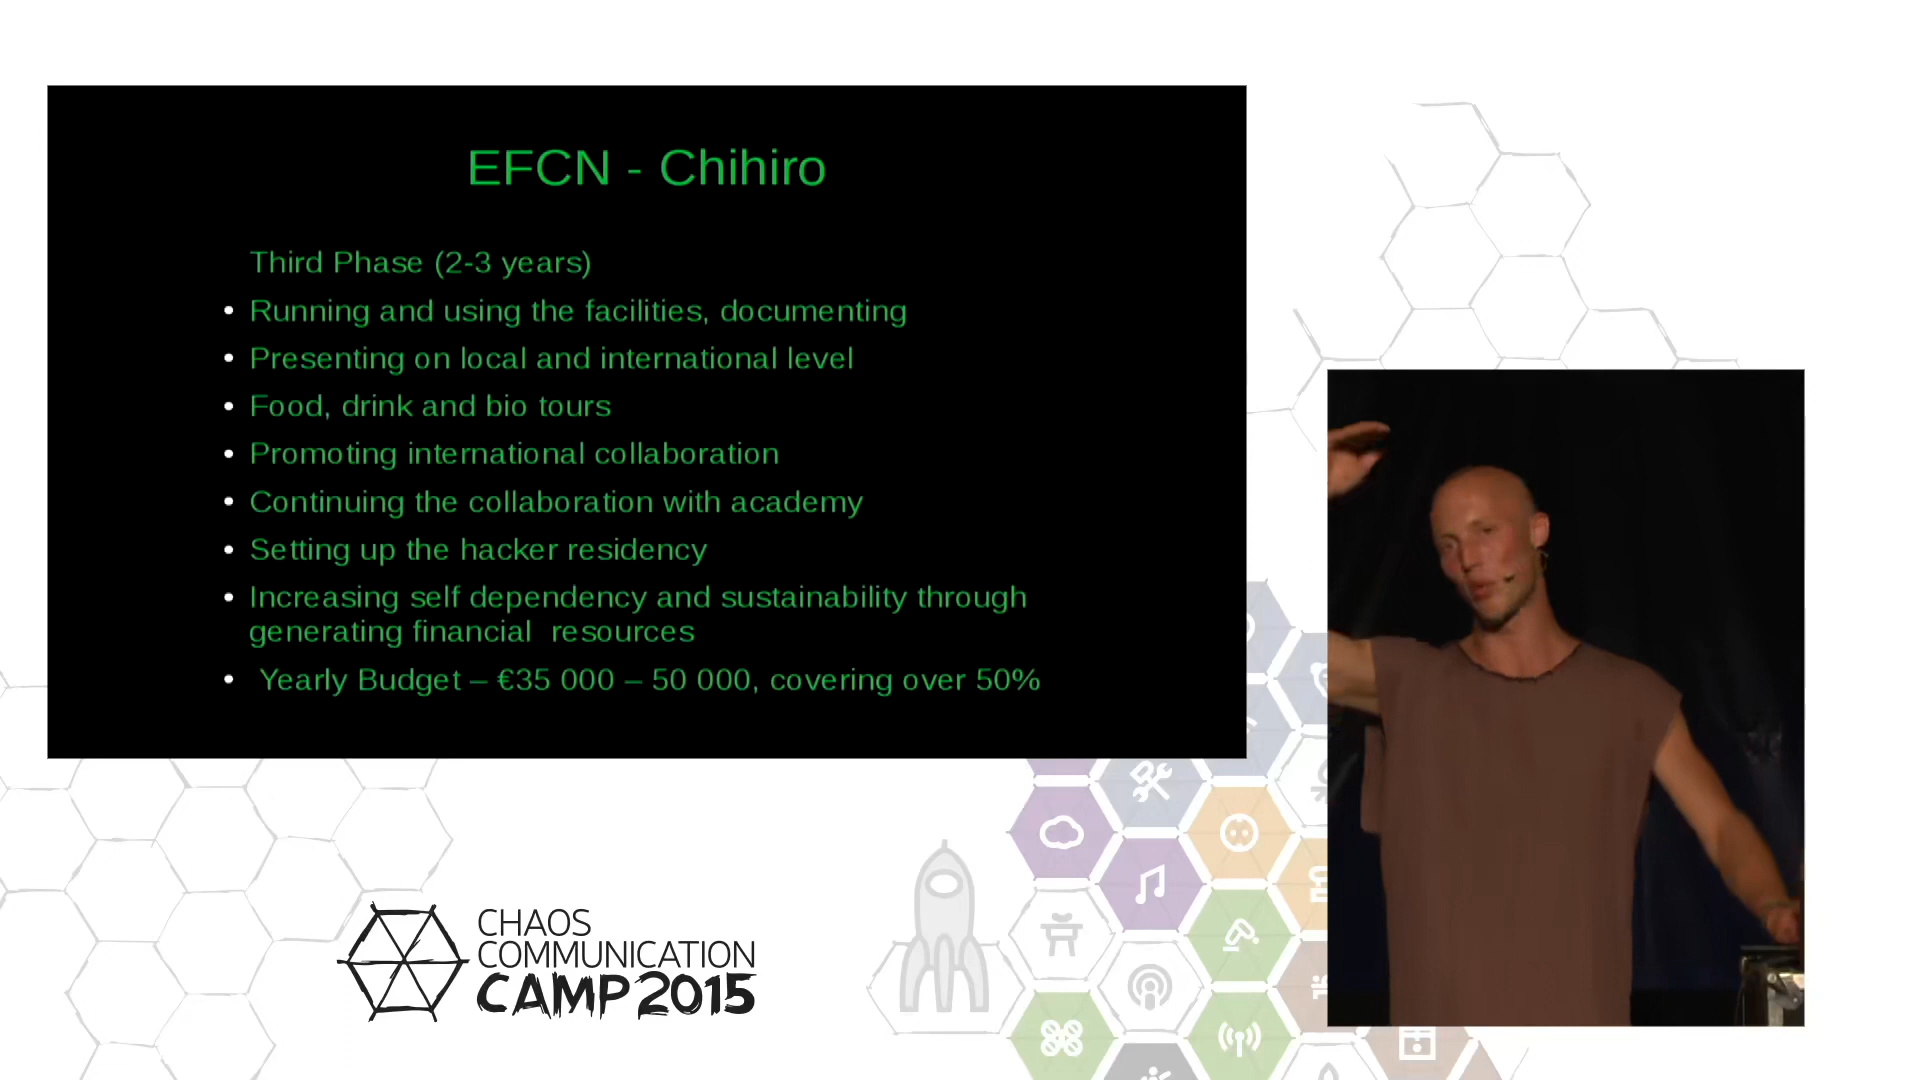 EFCN - Chihiro
Third Phase (2-3 years)
• Running and using the facilities, documenting
• Presenting on local and international level
• Food, drink and bio tours
• Promoting international collaboration
• Continuing the collaboration with academy
• Setting up the hacker residency
• Increasing self dependency and sustainability through
generating financial  resources
• Yearly Budget – €35 000 – 50 000, covering over 50%
CHAOS
COMMUNICATION
CAMP 2015